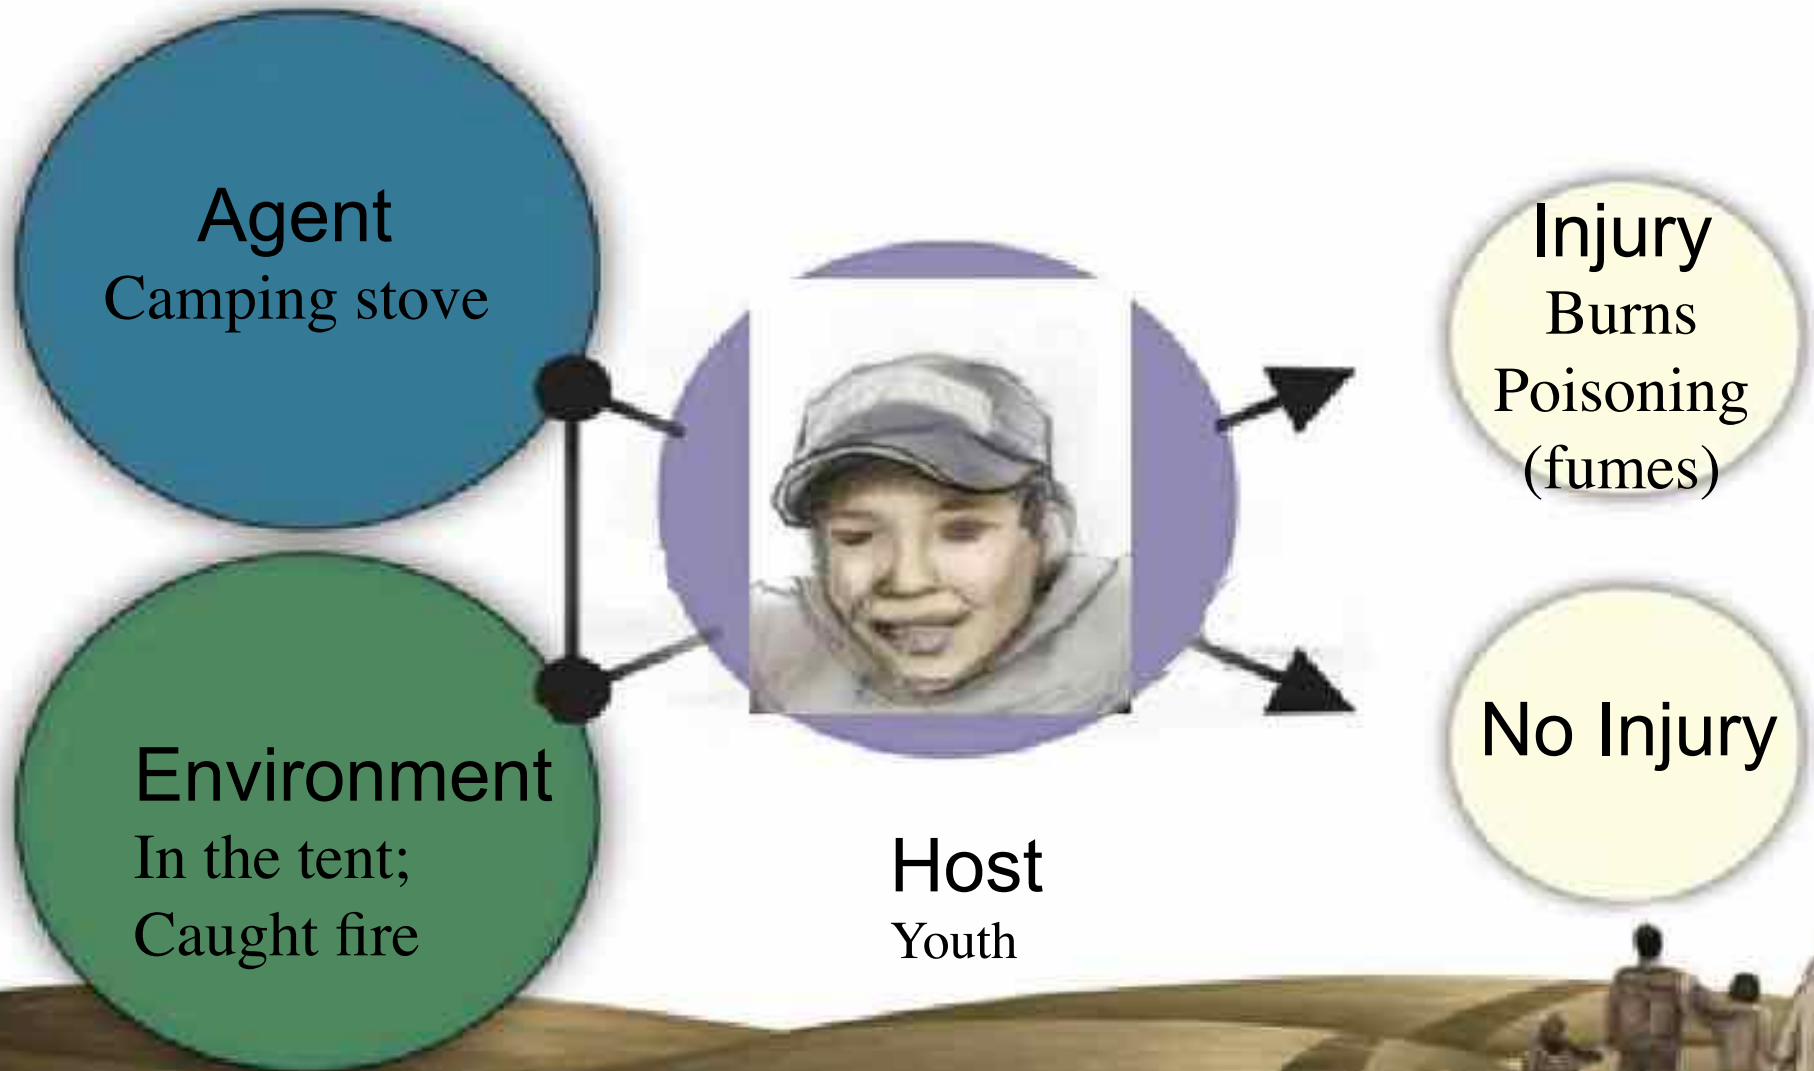 Agent
Camping stove
Environment
In the tent;
Caught fire
Host
Youth
Injury
Burns
Poisoning
(fumes)
No Injury